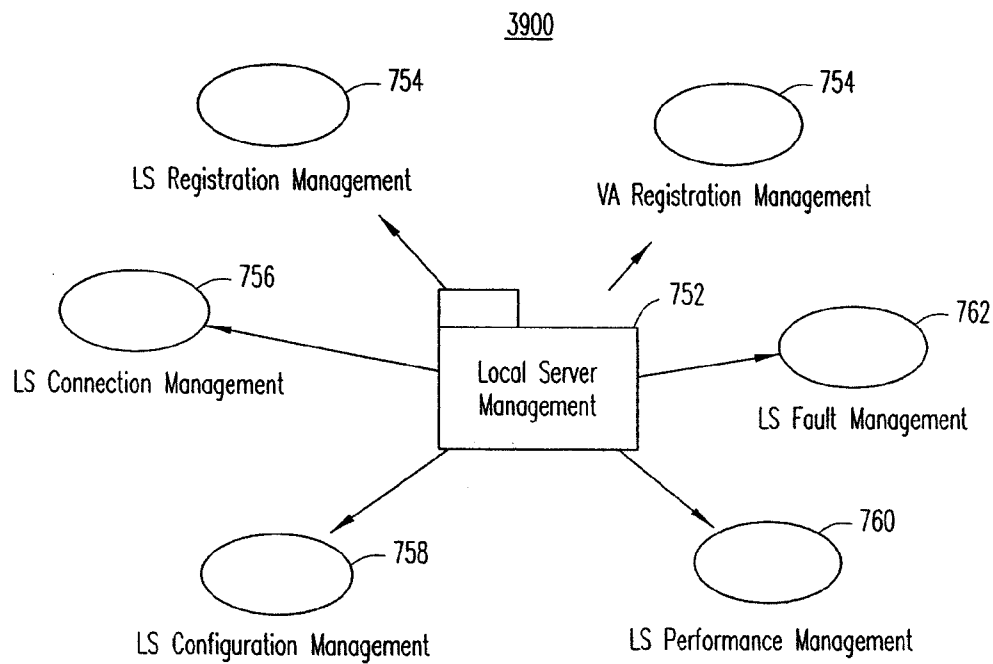 3900
754
LS Registration Management
754
VA Registration Management
756
LS Connection Management
752
Local Server
Management
762
LS Fault Management
758
LS Configuration Management
760
LS Performance Management